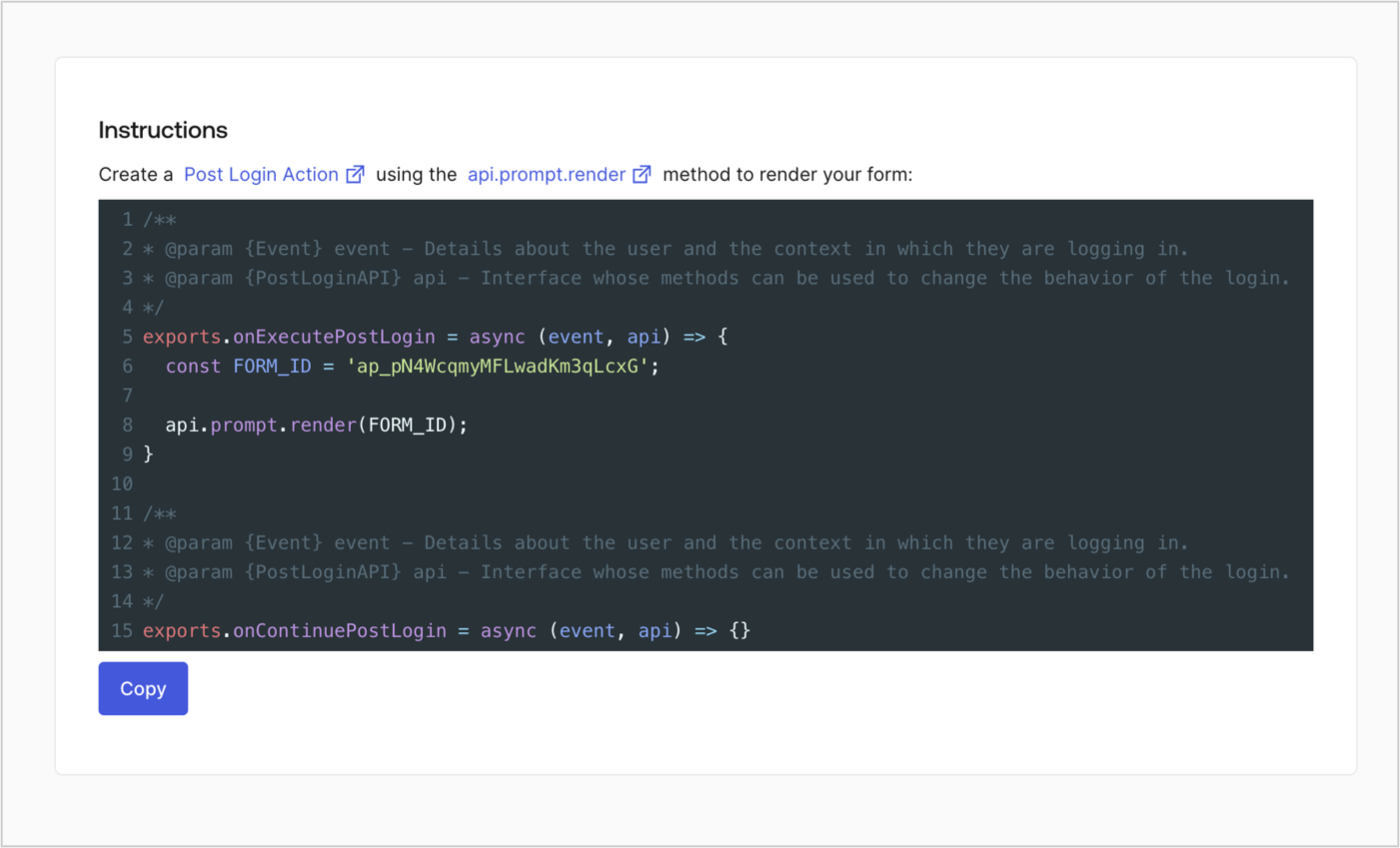 Instructions
Create a Post Login Action using the api.prompt.render method to render your form:
1 /**
2 * @param {Event} event – Details about the user and the context in which they are logging in.
3 * @param {PostLoginAPI} api – Interface whose methods can be used to change the behavior of the login.
4 */
5 exports.onExecutePostLogin = async (event, api) => {
6   const FORM_ID = 'ap_pN4WcqmyMFLwadKm3qLcxG';
7
8   api.prompt.render(FORM_ID);
9 }
10
11 /**
12 * @param {Event} event – Details about the user and the context in which they are logging in.
13 * @param {PostLoginAPI} api – Interface whose methods can be used to change the behavior of the login.
14 */
15 exports.onContinuePostLogin = async (event, api) => {}
Copy